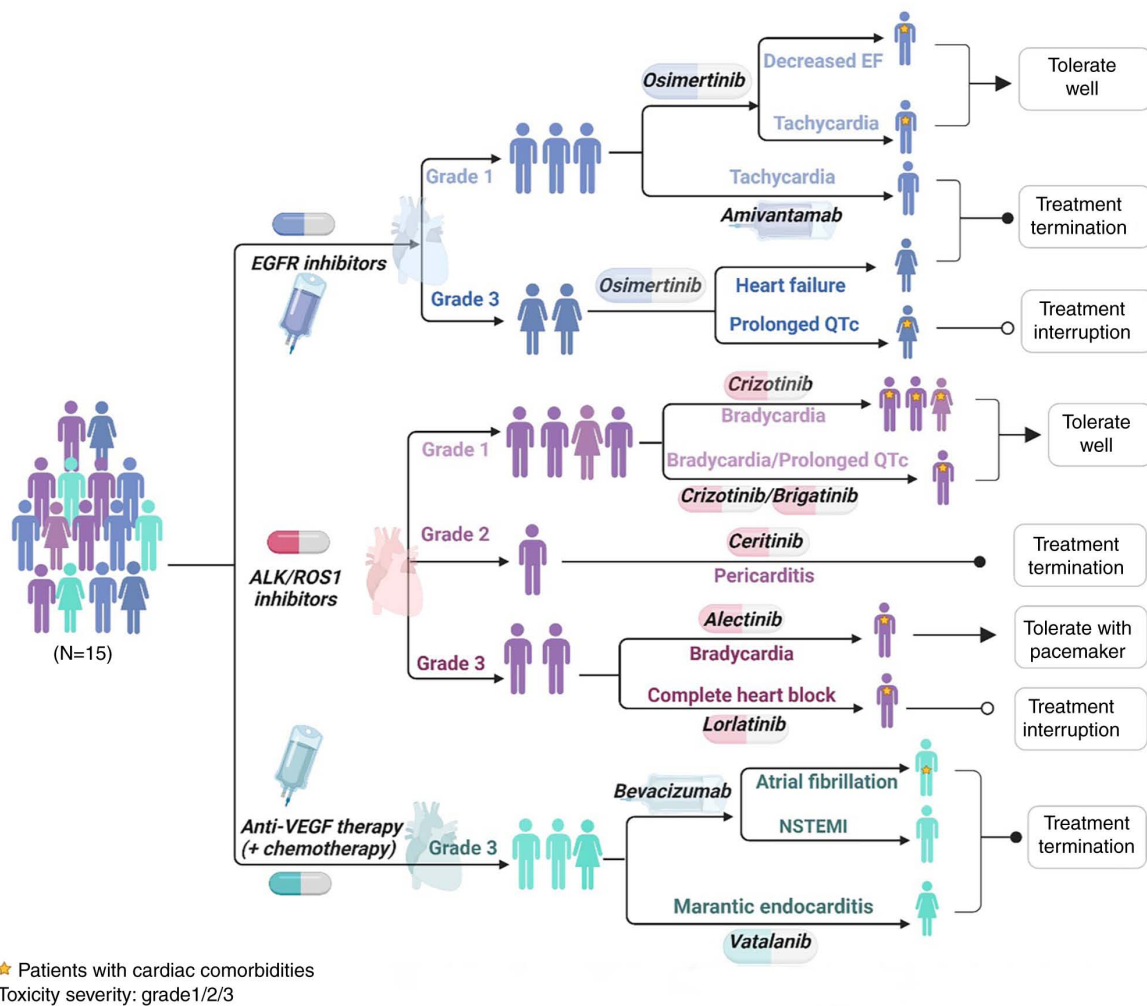 Osimertinib
Decreased EF
Tachycardia
Tolerate
well
Grade 1
Tachycardia
Amivantamab
Treatment
termination
EGFR inhibitors
Grade 3
Osimertinib
Heart failure
Prolonged QTc
Treatment
interruption
Crizotinib
Bradycardia
Grade 1
Bradycardia/Prolonged QTc
Crizotinib/Brigatinib
Tolerate
well
(N=15)
ALK/ROS1
inhibitors
Grade 2
Ceritinib
Pericarditis
Treatment
termination
Grade 3
Alectinib
Bradycardia
Tolerate with
pacemaker
Complete heart block
Lorlatinib
Treatment
interruption
Anti-VEGF therapy
(+ chemotherapy)
Grade 3
Bevacizumab
Atrial fibrillation
NSTEMI
Treatment
termination
Marantic endocarditis
Vatalanib
Patients with cardiac comorbidities
Toxicity severity: grade1/2/3